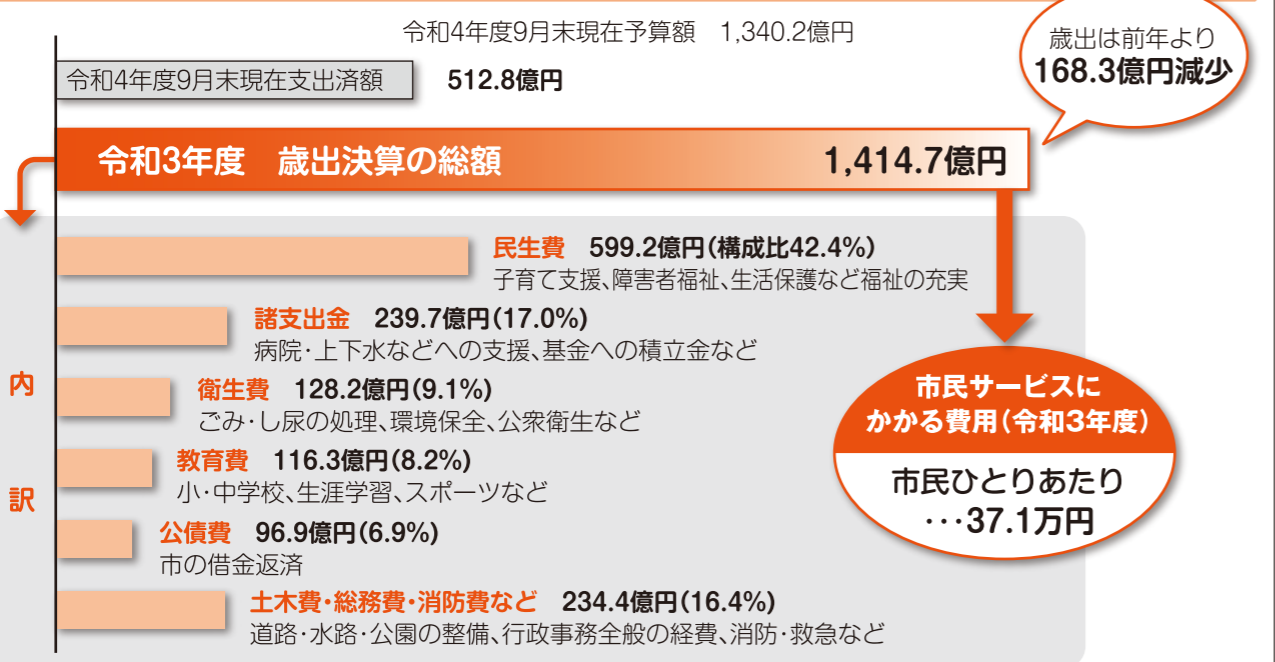 令和4年度9月末現在予算額　1,340.2億円
令和4年度9月末現在支出済額　512.8億円
歳出は前年より
168.3億円減少
令和3年度　歳出決算の総額　1,414.7億円
内訳
民生費　599.2億円(構成比42.4%)
子育て支援、障害者福祉、生活保護など福祉の充実
諸支出金　239.7億円(17.0%)
病院・上下水などへの支援、基金への積立金など
衛生費　128.2億円(9.1%)
ごみ・し尿の処理、環境保全、公衆衛生など
教育費　116.3億円(8.2%)
小・中学校、生涯学習、スポーツなど
公債費　96.9億円(6.9%)
市の借金返済
土木費・総務費・消防費など　234.4億円(16.4%)
道路・水路・公園の整備、行政事務全般の経費、消防・救急など
市民サービスに
かかる費用(令和3年度)
市民ひとりあたり
…37.1万円